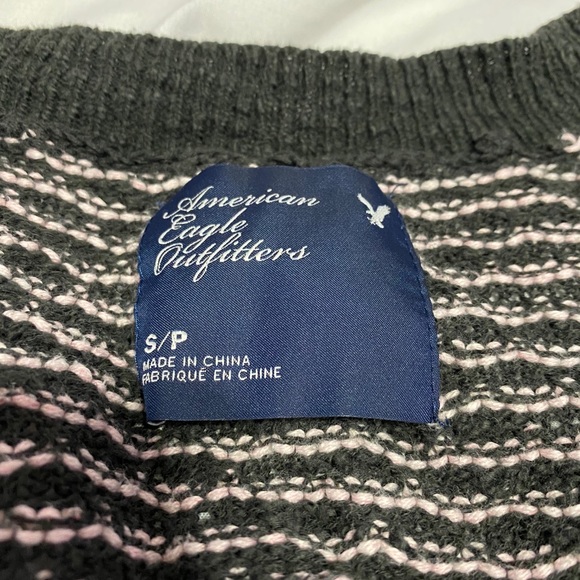 American
Eagle
Outfitters
S/P
MADE IN CHINA
FABRIQUÉ EN CHINE